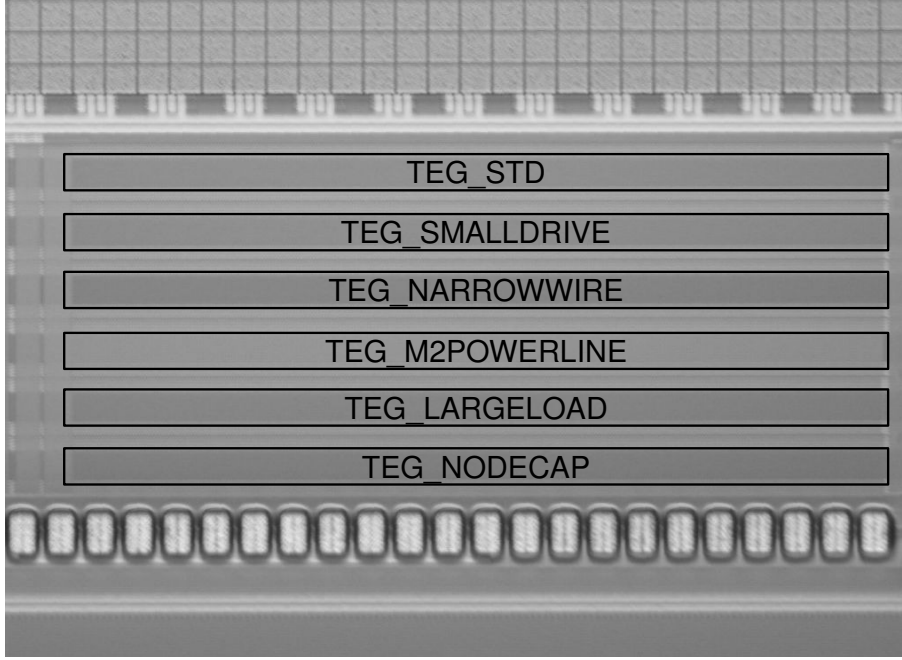 TEG_STD
TEG_SMALLDRIVE
TEG_NARROWWIRE
TEG_M2POWERLINE
TEG_LARGELOAD
TEG_NODECAP